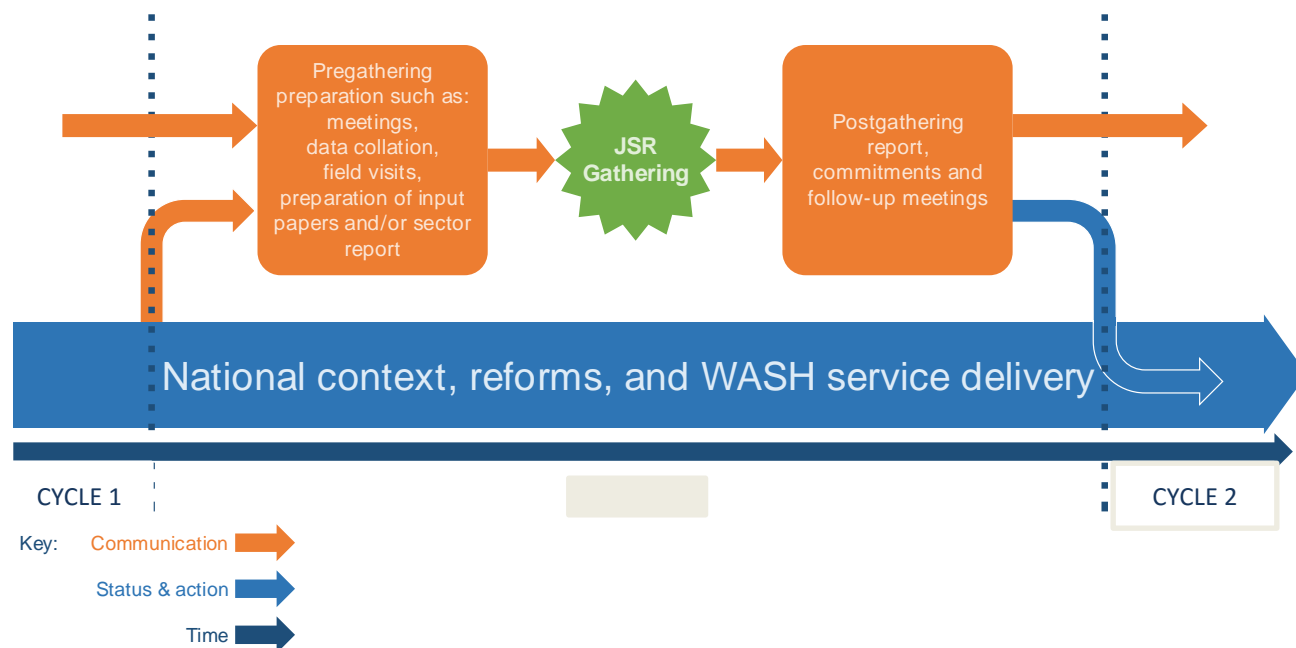 Pregathering
preparation such as:
meetings,
data collation,
field visits,
preparation of input
papers and/or sector
report
JSR
Gathering
Postgathering
report,
commitments and
follow-up meetings
National context, reforms, and WASH service delivery
CYCLE 1
CYCLE 2
Key:
Communication
Status & action
Time